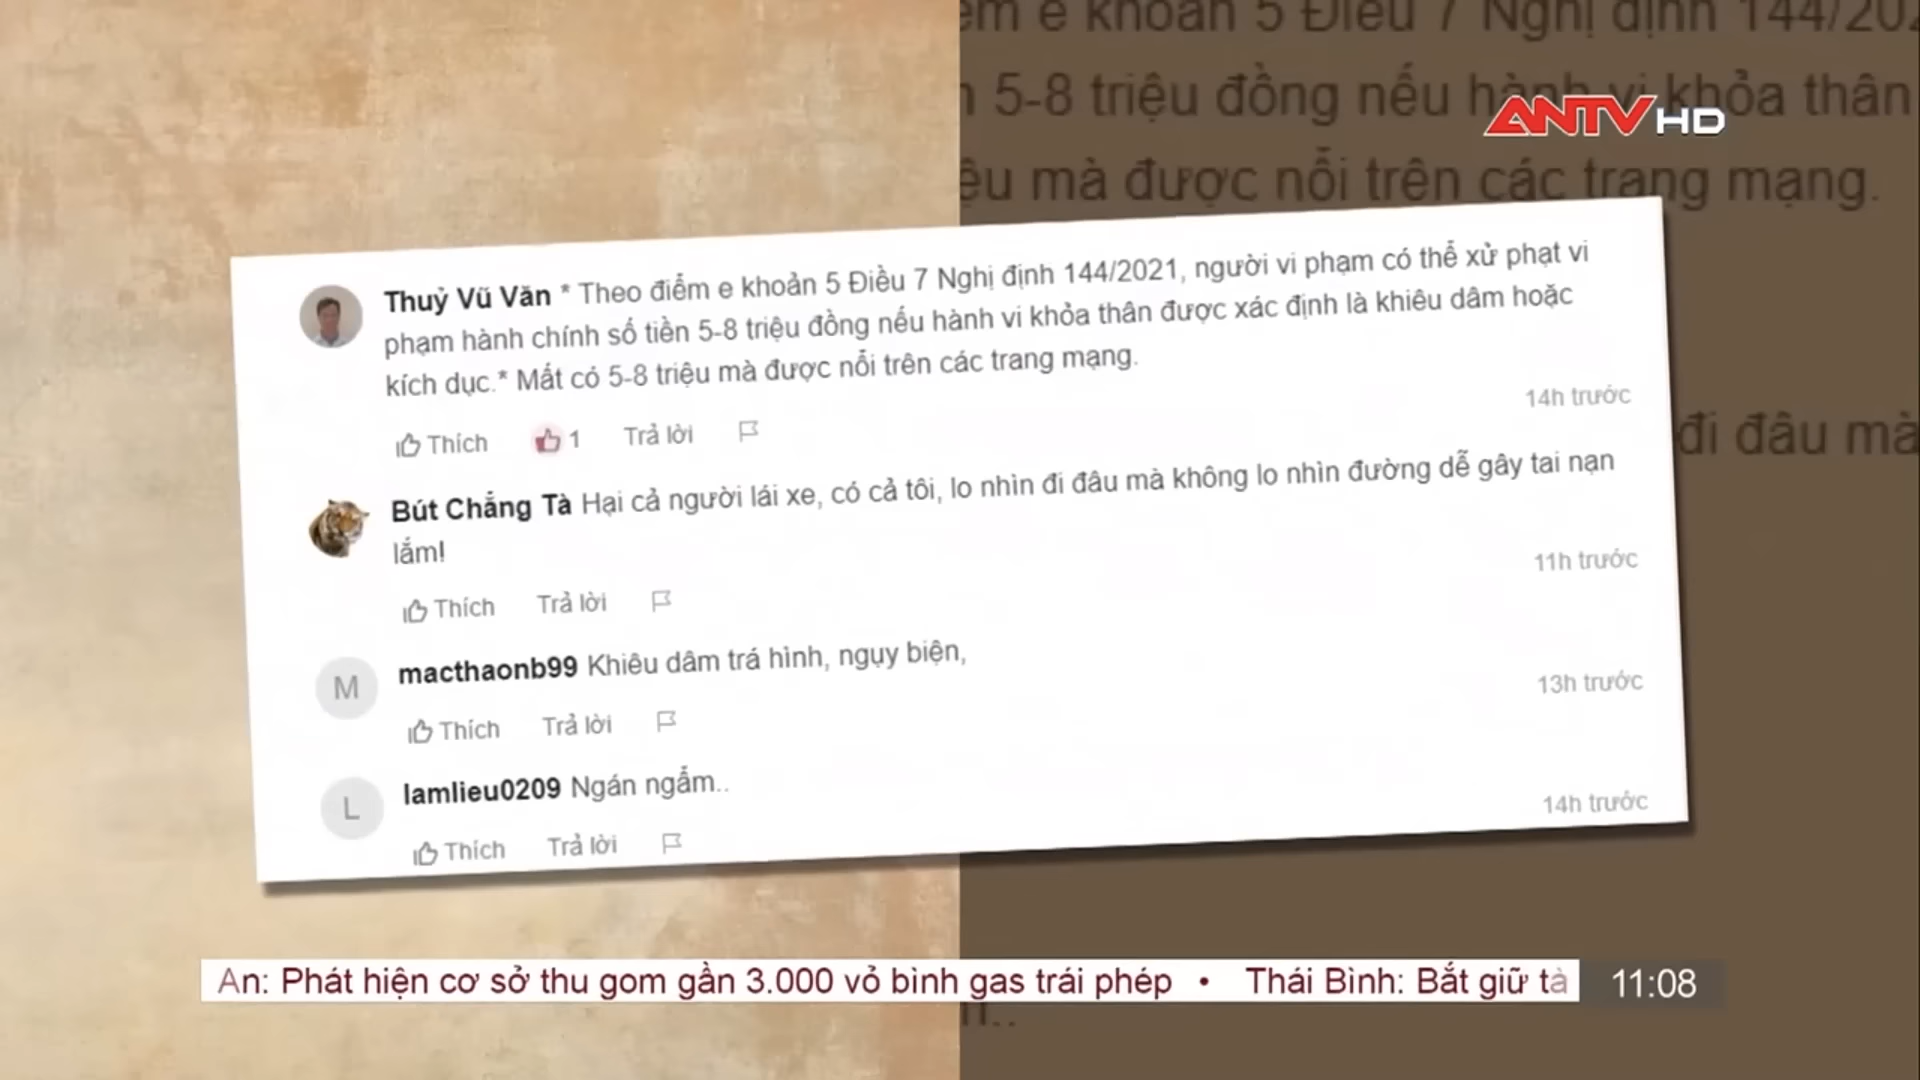 em e khoản 5 Điều 7 Nghị định 144/202
5-8 triệu đồng nếu hành vi khỏa thân
ANTV HD
ệu mà được nổi trên các trang mạng.
Thuỷ Vũ Văn * Theo điểm e khoản 5 Điều 7 Nghị định 144/2021, người vi phạm có thể xử phạt vi
phạm hành chính số tiền 5-8 triệu đồng nếu hành vi khỏa thân được xác định là khiêu dâm hoặc
kích dục.* Mất có 5-8 triệu mà được nổi trên các trang mạng.
14h trước
Thích 1 Trả lời
đi đâu mà
Bút Chẳng Tà Hại cả người lái xe, có cả tôi, lo nhìn đi đâu mà không lo nhìn đường dễ gây tai nạn
lắm!
11h trước
Thích Trả lời
M
macthaonb99 Khiêu dâm trá hình, ngụy biện,
13h trước
Thích Trả lời
L
lamlieu0209 Ngán ngẩm..
14h trước
Thích Trả lời
An: Phát hiện cơ sở thu gom gần 3.000 vỏ bình gas trái phép • Thái Bình: Bắt giữ tà
11:08